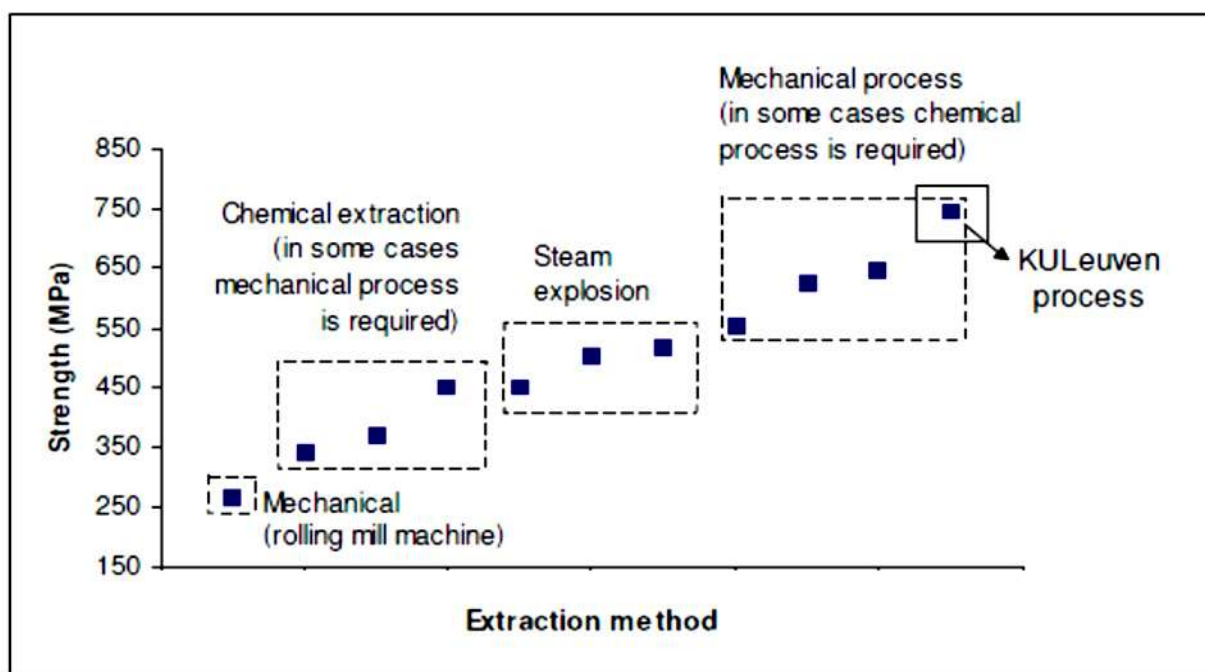 Mechanical process
(in some cases chemical
process is required)
850
750
650
550
450
350
250
150
Strength (MPa)
Chemical extraction
(in some cases
mechanical process
is required)
Steam
explosion
KULeuven
process
Mechanical
(rolling mill machine)
Extraction method